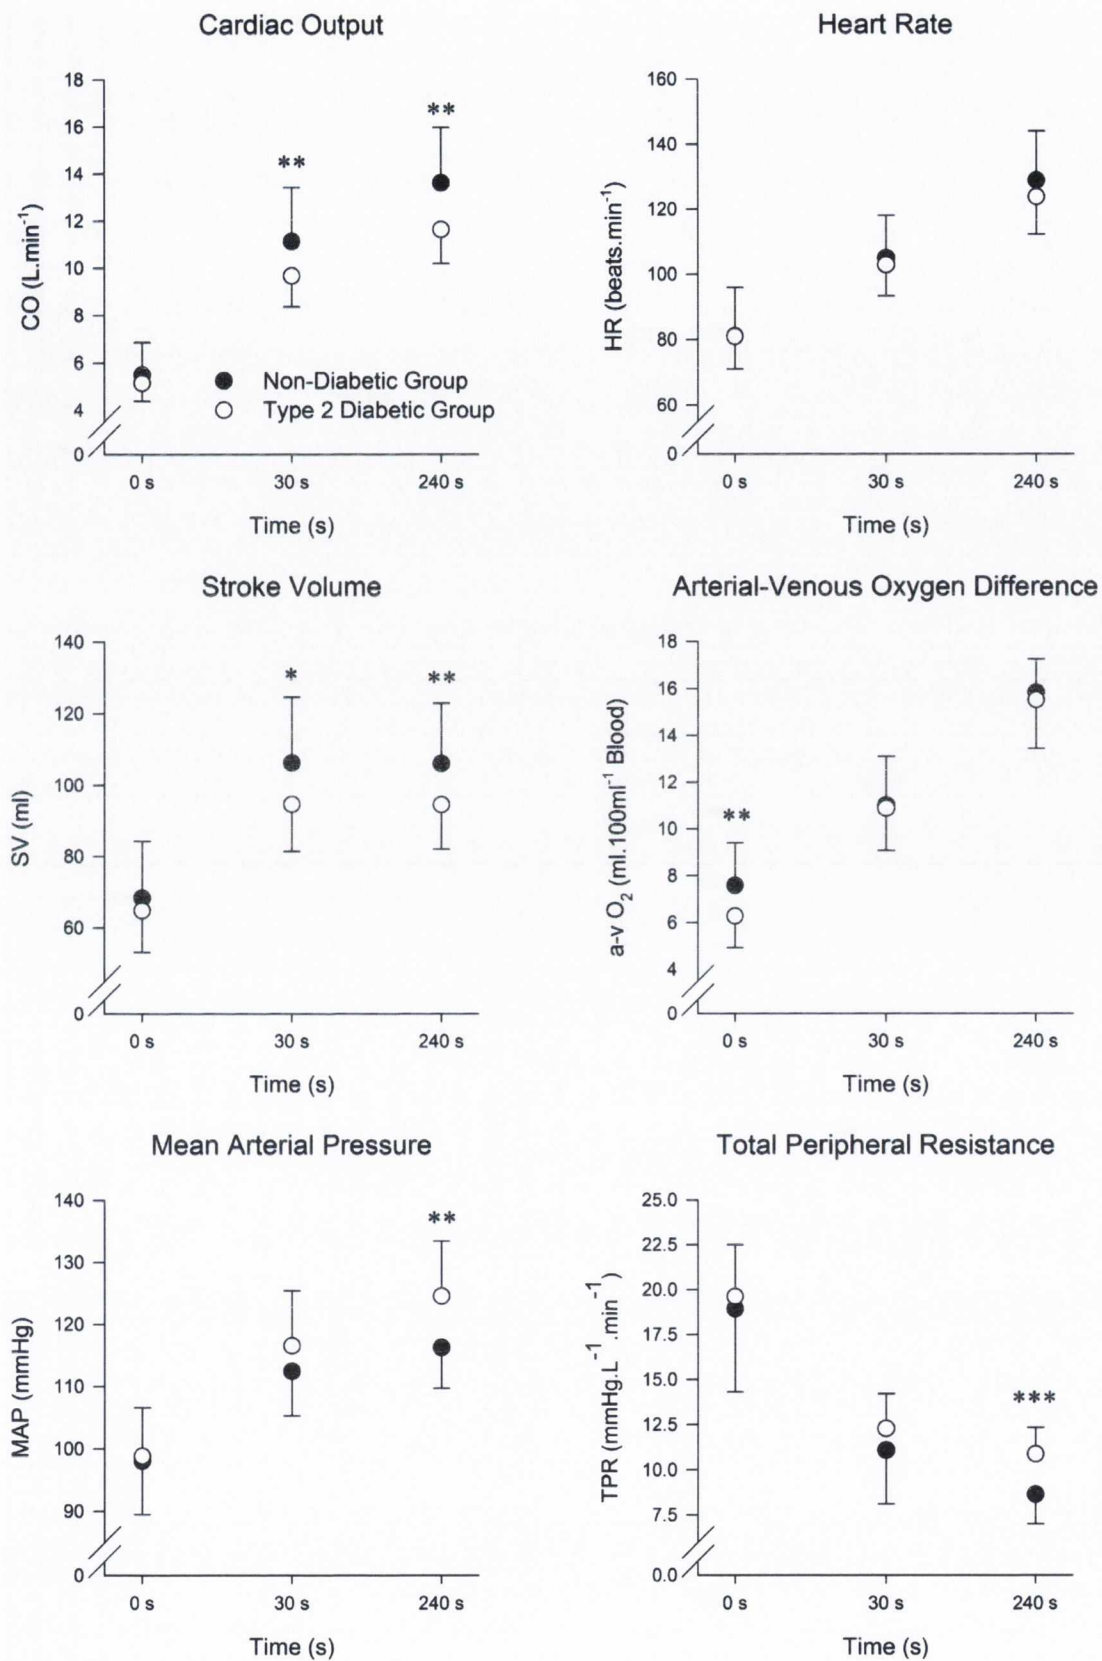 Cardiac Output
18
16
14
12
10
8
6
4
0
CO (L.min⁻¹)
**
**
Non-Diabetic Group
Type 2 Diabetic Group
0 s
30 s
240 s
Time (s)
Heart Rate
160
140
120
100
80
60
0
HR (beats.min⁻¹)
0 s
30 s
240 s
Time (s)
Stroke Volume
140
120
100
80
60
0
SV (ml)
*
**
0 s
30 s
240 s
Time (s)
Arterial-Venous Oxygen Difference
18
16
14
12
10
8
6
4
0
a-v O₂ (ml.100ml⁻¹ Blood)
**
0 s
30 s
240 s
Time (s)
Mean Arterial Pressure
140
130
120
110
100
90
0
MAP (mmHg)
**
0 s
30 s
240 s
Time (s)
Total Peripheral Resistance
25.0
22.5
20.0
17.5
15.0
12.5
10.0
7.5
0.0
TPR (mmHg.L⁻¹.min⁻¹)
***
0 s
30 s
240 s
Time (s)